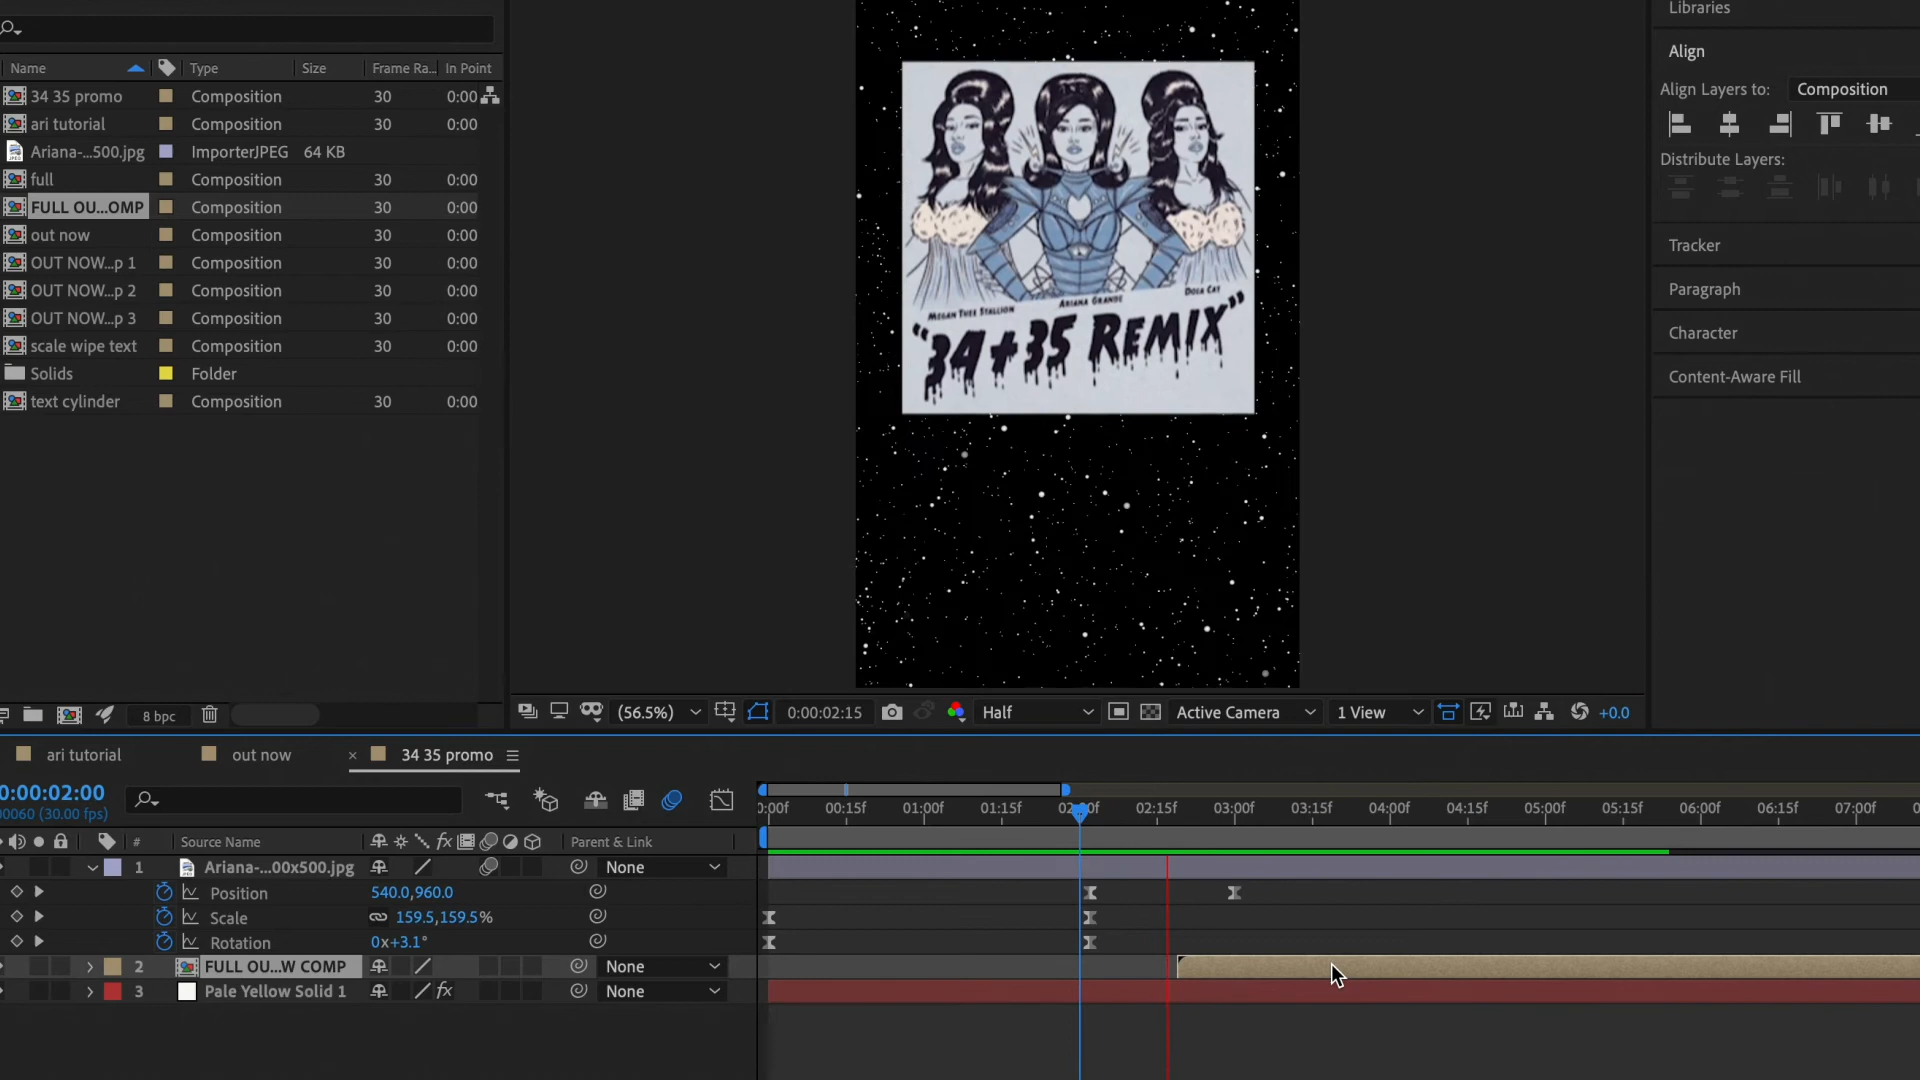 Libraries
Name Type Size Frame Ra... In Point
Align
Align Layers to: Composition
Distribute Layers:
34 35 promo Composition 30 0:00
ari tutorial Composition 30 0:00
Ariana-...500.jpg ImporterJPEG 64 KB
full Composition 30 0:00
FULL OU...OMP Composition 30 0:00
out now Composition 30 0:00
OUT NOW...p 1 Composition 30 0:00
OUT NOW...p 2 Composition 30 0:00
OUT NOW...p 3 Composition 30 0:00
scale wipe text Composition 30 0:00
Solids Folder
text cylinder Composition 30 0:00
Megan Thee Stallion Ariana Grande Doja Cat
"34+35 Remix"
Tracker
Paragraph
Character
Content-Aware Fill
8 bpc
(56.5%) 0:00:02:15 Half Active Camera 1 View +0.0
ari tutorial out now × 34 35 promo
0:00:02:00
00060 (30.00 fps)
0:00f 00:15f 01:00f 01:15f 02:00f 02:15f 03:00f 03:15f 04:00f 04:15f 05:00f 05:15f 06:00f 06:15f 07:00f
# Source Name fx Parent & Link
1 Ariana-...00x500.jpg None
Position 540.0,960.0
Scale 159.5,159.5%
Rotation 0x+3.1°
2 FULL OU...W COMP None
3 Pale Yellow Solid 1 fx None